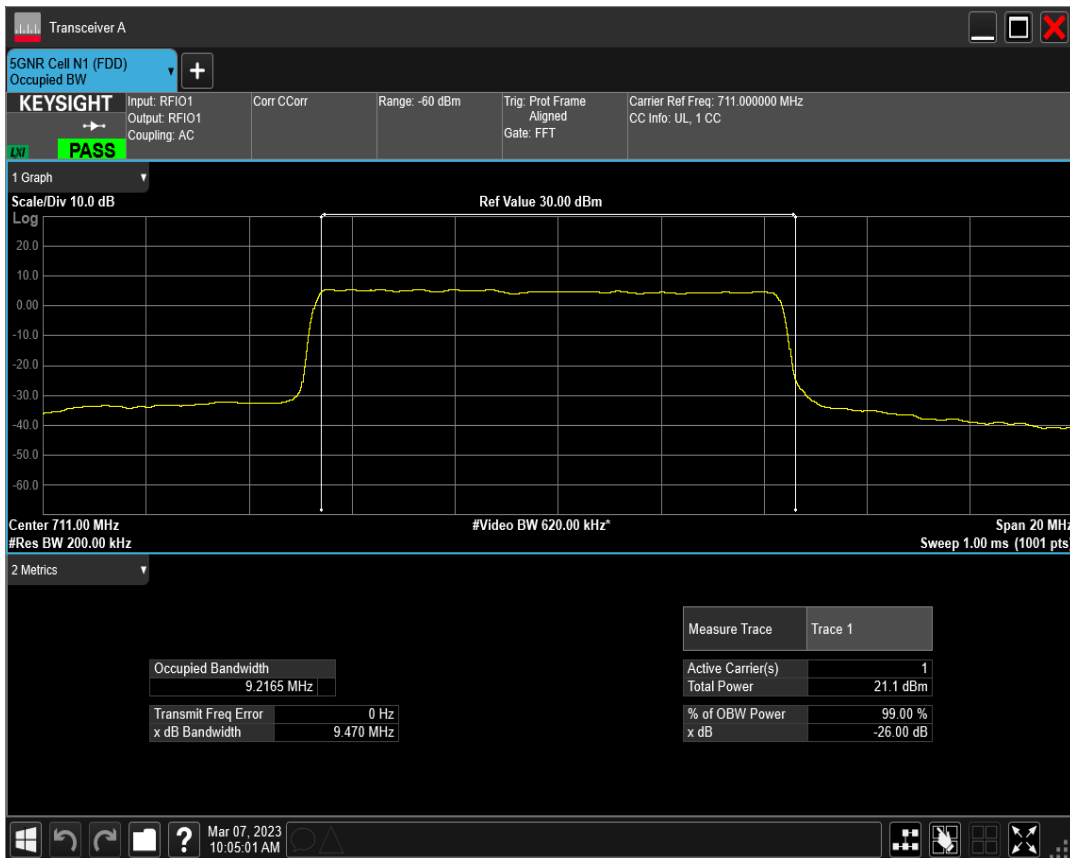 Transceiver A
5GNR Cell N1 (FDD)
Occupied BW
+
KEYSIGHT
LXI
PASS
Input: RFIO1
Output: RFIO1
Coupling: AC
Corr CCorr
Range: -60 dBm
Trig: Prot Frame
Aligned
Gate: FFT
Carrier Ref Freq: 711.000000 MHz
CC Info: UL, 1 CC
1 Graph
Scale/Div 10.0 dB
Ref Value 30.00 dBm
Log
20.0
10.0
0.00
-10.0
-20.0
-30.0
-40.0
-50.0
-60.0
Center 711.00 MHz
#Video BW 620.00 kHz*
Span 20 MHz
#Res BW 200.00 kHz
Sweep 1.00 ms (1001 pts)
2 Metrics
Measure Trace Trace 1
Occupied Bandwidth
9.2165 MHz
Active Carrier(s) 1
Total Power 21.1 dBm
Transmit Freq Error 0 Hz
x dB Bandwidth 9.470 MHz
% of OBW Power 99.00 %
x dB -26.00 dB
?
Mar 07, 2023
10:05:01 AM